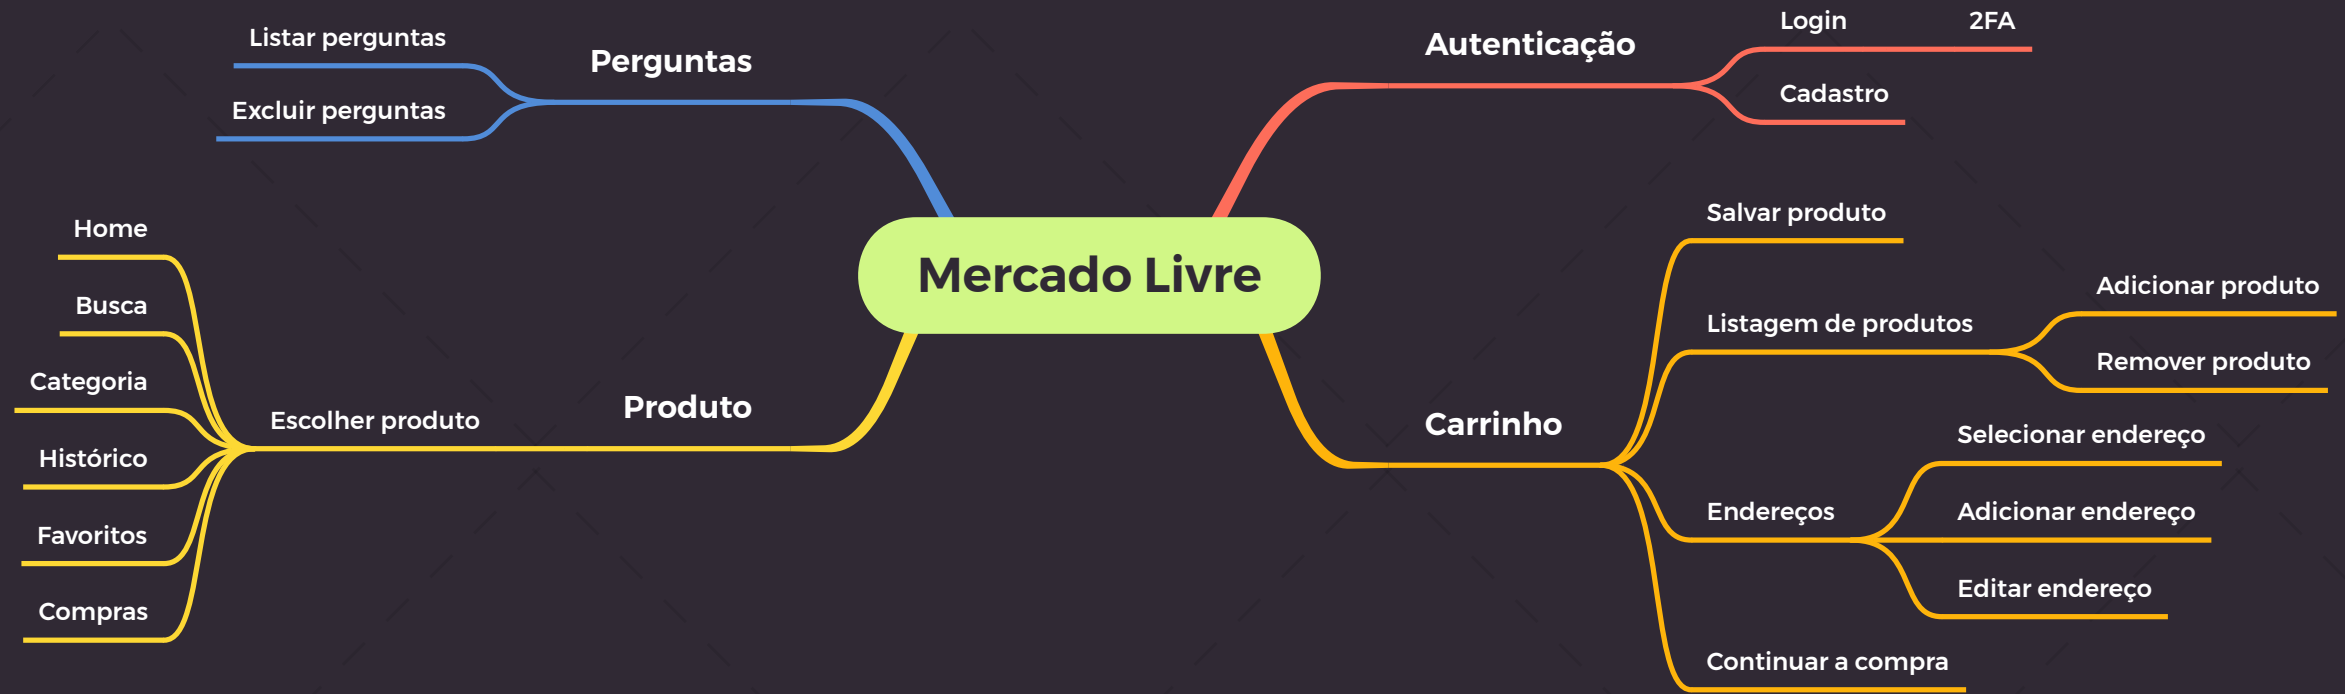 Mercado Livre
Autenticação
Login
2FA
Cadastro
Carrinho
Salvar produto
Listagem de produtos
Adicionar produto
Remover produto
Endereços
Selecionar endereço
Adicionar endereço
Editar endereço
Continuar a compra
Perguntas
Listar perguntas
Excluir perguntas
Produto
Escolher produto
Home
Busca
Categoria
Histórico
Favoritos
Compras